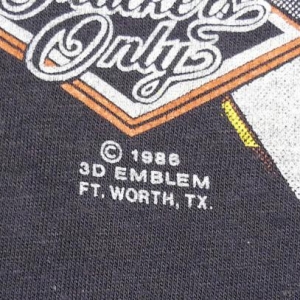 Only
© 1986
3D EMBLEM
FT. WORTH, TX.